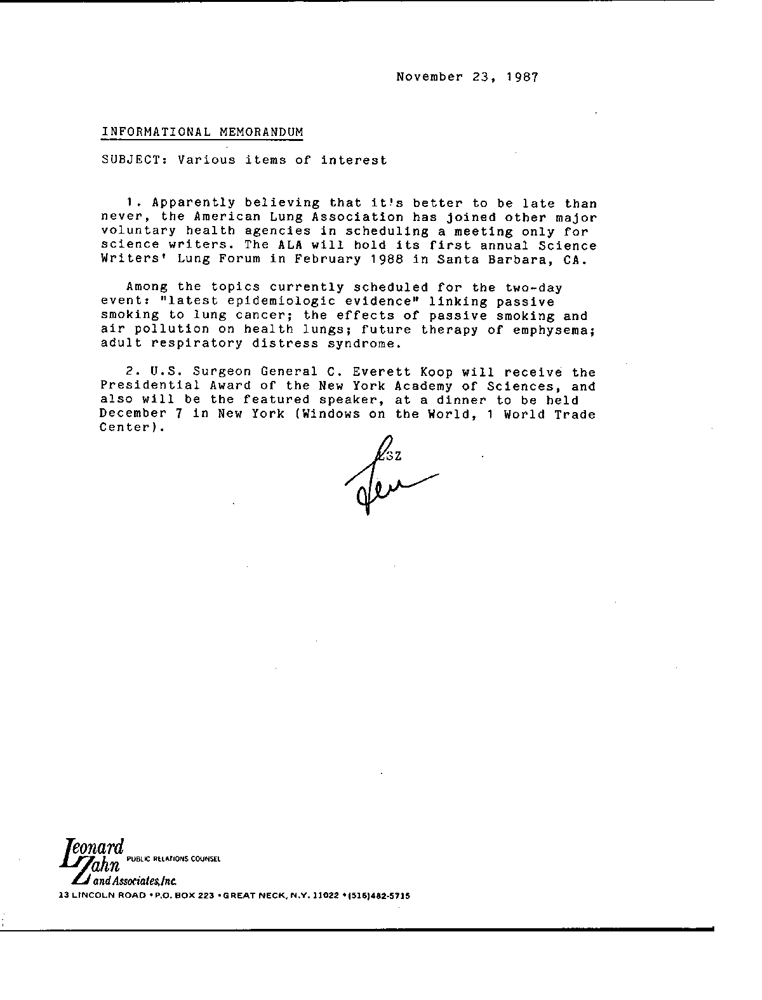 November 23, 1987
INFORMATIONAL MEMORANDUM
SUBJECT: Various items of interest
1. Apparently believing that it's better to be late than
never, the American Lung Association has joined other major
voluntary health agencies in scheduling a meeting only for
science writers. The ALA will hold its first annual Science
Writers' Lung Forum in February 1988 in Santa Barbara, CA.
Among the topics currently scheduled for the two-day
event: "latest epidemiologic evidence" linking passive
smoking to lung cancer; the effects of passive smoking and
air pollution on health lungs; future therapy of emphysema;
adult respiratory distress syndrome.
2. U.S. Surgeon General C. Everett Koop will receive the
Presidential Award of the New York Academy of Sciences, and
also will be the featured speaker, at a dinner to be held
December 7 in New York (Windows on the World, 1 World Trade
Center).
LSZ
Len
Leonard
Zahn PUBLIC RELATIONS COUNSEL
and Associates, Inc.
13 LINCOLN ROAD • P.O. BOX 223 • GREAT NECK, N.Y. 11022 • (516) 482-5715